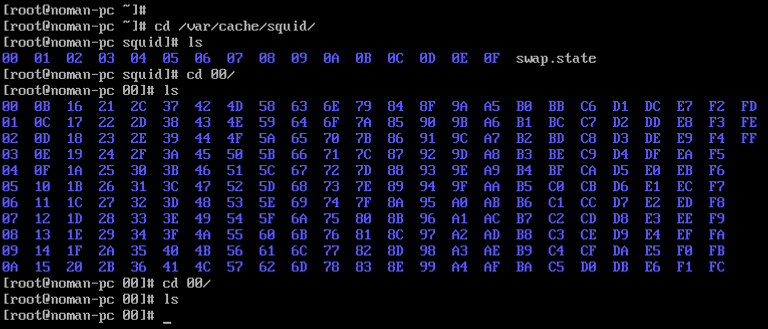 [root@noman-pc ~]#
[root@noman-pc ~]# cd /var/cache/squid/
[root@noman-pc squid]# ls
00 01 02 03 04 05 06 07 08 09 0A 0B 0C 0D 0E 0F swap.state
[root@noman-pc squid]# cd 00/
[root@noman-pc 00]# ls
00 0B 16 21 2C 37 42 4D 58 63 6E 79 84 8F 9A A5 B0 BB C6 D1 DC E7 F2 FD
01 0C 17 22 2D 38 43 4E 59 64 6F 7A 85 90 9B A6 B1 BC C7 D2 DD E8 F3 FE
02 0D 18 23 2E 39 44 4F 5A 65 70 7B 86 91 9C A7 B2 BD C8 D3 DE E9 F4 FF
03 0E 19 24 2F 3A 45 50 5B 66 71 7C 87 92 9D A8 B3 BE C9 D4 DF EA F5
04 0F 1A 25 30 3B 46 51 5C 67 72 7D 88 93 9E A9 B4 BF CA D5 E0 EB F6
05 10 1B 26 31 3C 47 52 5D 68 73 7E 89 94 9F AA B5 C0 CB D6 E1 EC F7
06 11 1C 27 32 3D 48 53 5E 69 74 7F 8A 95 A0 AB B6 C1 CC D7 E2 ED F8
07 12 1D 28 33 3E 49 54 5F 6A 75 80 8B 96 A1 AC B7 C2 CD D8 E3 EE F9
08 13 1E 29 34 3F 4A 55 60 6B 76 81 8C 97 A2 AD B8 C3 CE D9 E4 EF FA
09 14 1F 2A 35 40 4B 56 61 6C 77 82 8D 98 A3 AE B9 C4 CF DA E5 F0 FB
0A 15 20 2B 36 41 4C 57 62 6D 78 83 8E 99 A4 AF BA C5 D0 DB E6 F1 FC
[root@noman-pc 00]# cd 00/
[root@noman-pc 00]# ls
[root@noman-pc 00]# _